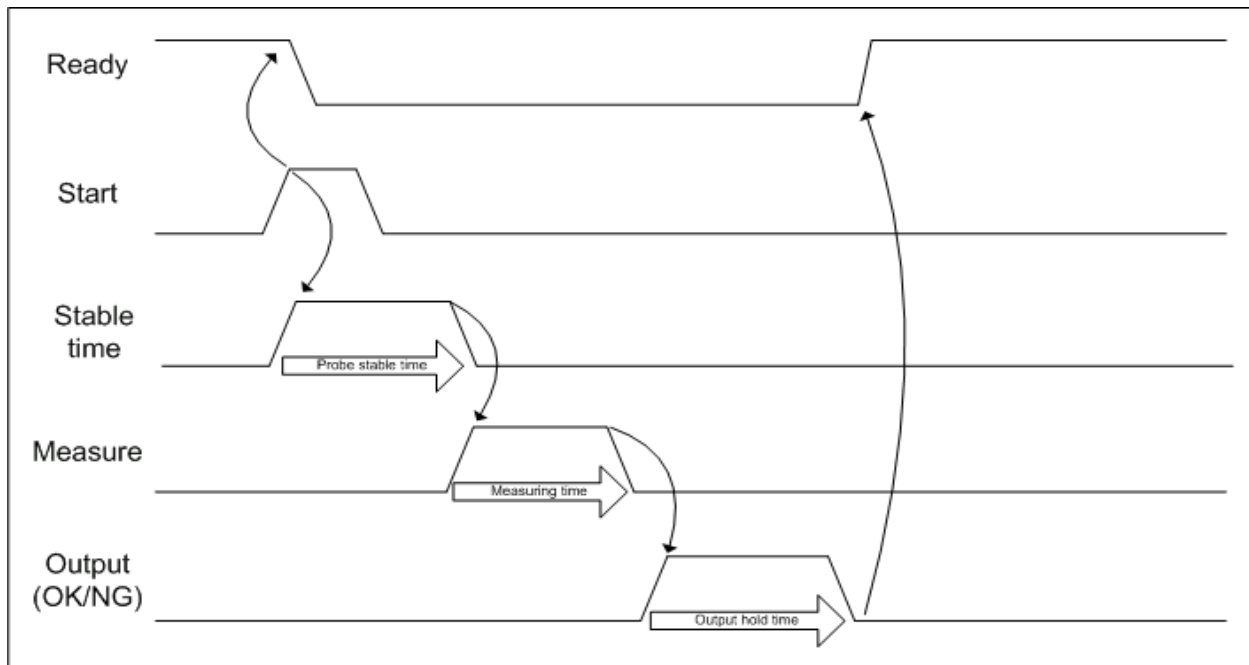 Ready
Start
Stable
time
Probe stable time
Measure
Measuring time
Output
(OK/NG)
Output hold time